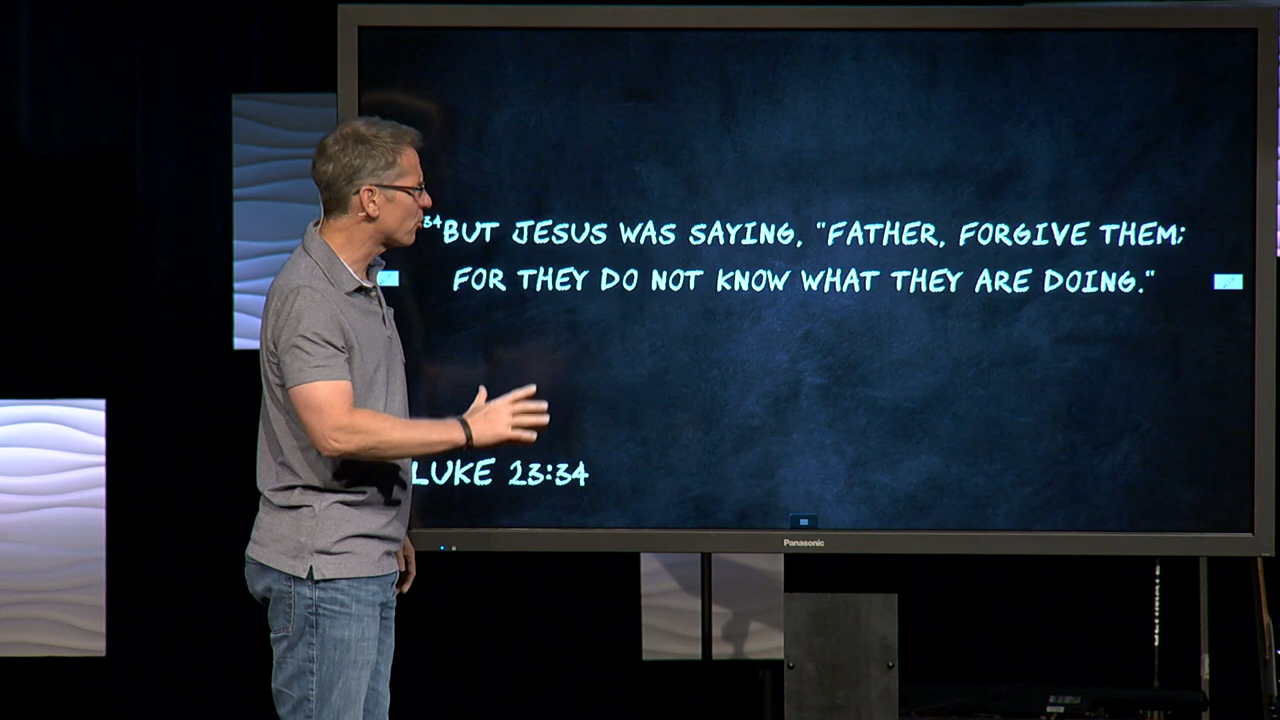 34BUT JESUS WAS SAYING, "FATHER, FORGIVE THEM;
FOR THEY DO NOT KNOW WHAT THEY ARE DOING."
LUKE 23:34
Panasonic